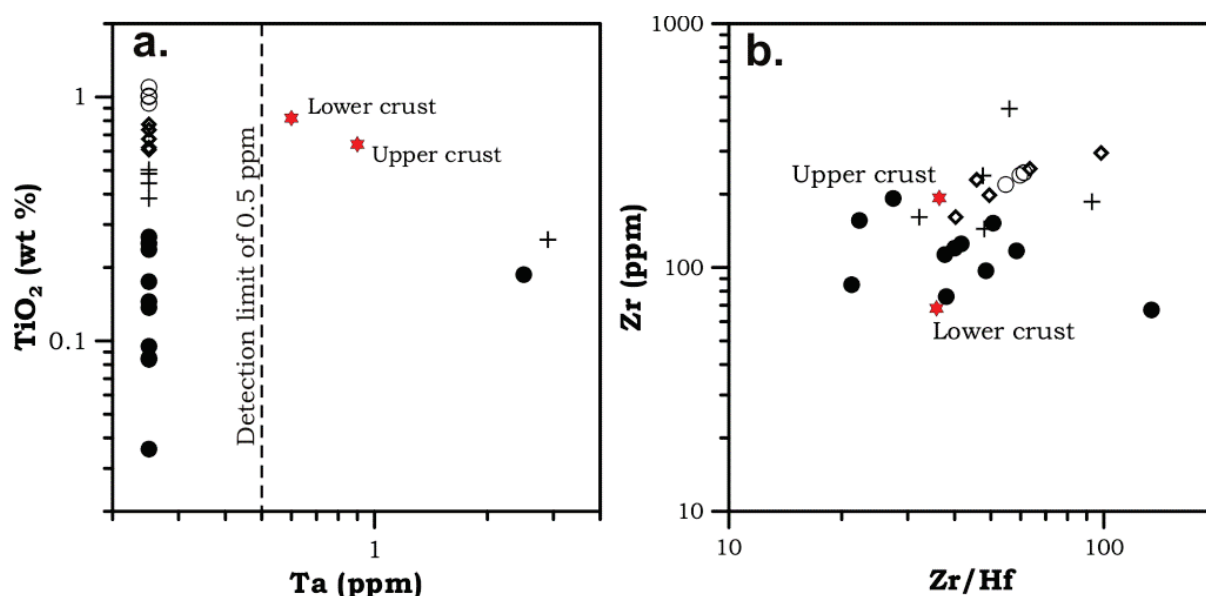 a.
TiO2 (wt %)
1
0.1
Detection limit of 0.5 ppm
Lower crust
Upper crust
1
Ta (ppm)
b.
Zr (ppm)
1000
100
10
Upper crust
Lower crust
10
100
Zr/Hf